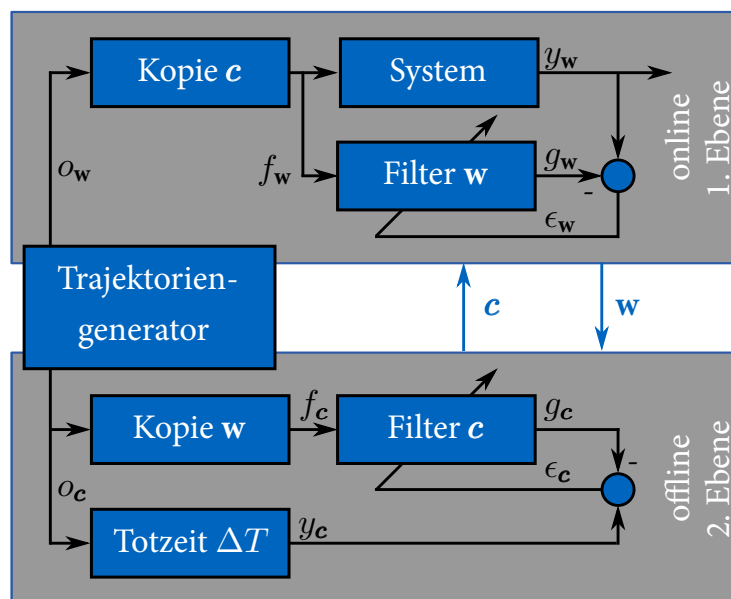 Kopie c
System
y_w
o_w
f_w
Filter w
g_w
-
ϵ_w
online
1. Ebene
Trajektorien-
generator
c
w
Kopie w
f_c
Filter c
g_c
-
ϵ_c
o_c
Totzeit ΔT
y_c
offline
2. Ebene